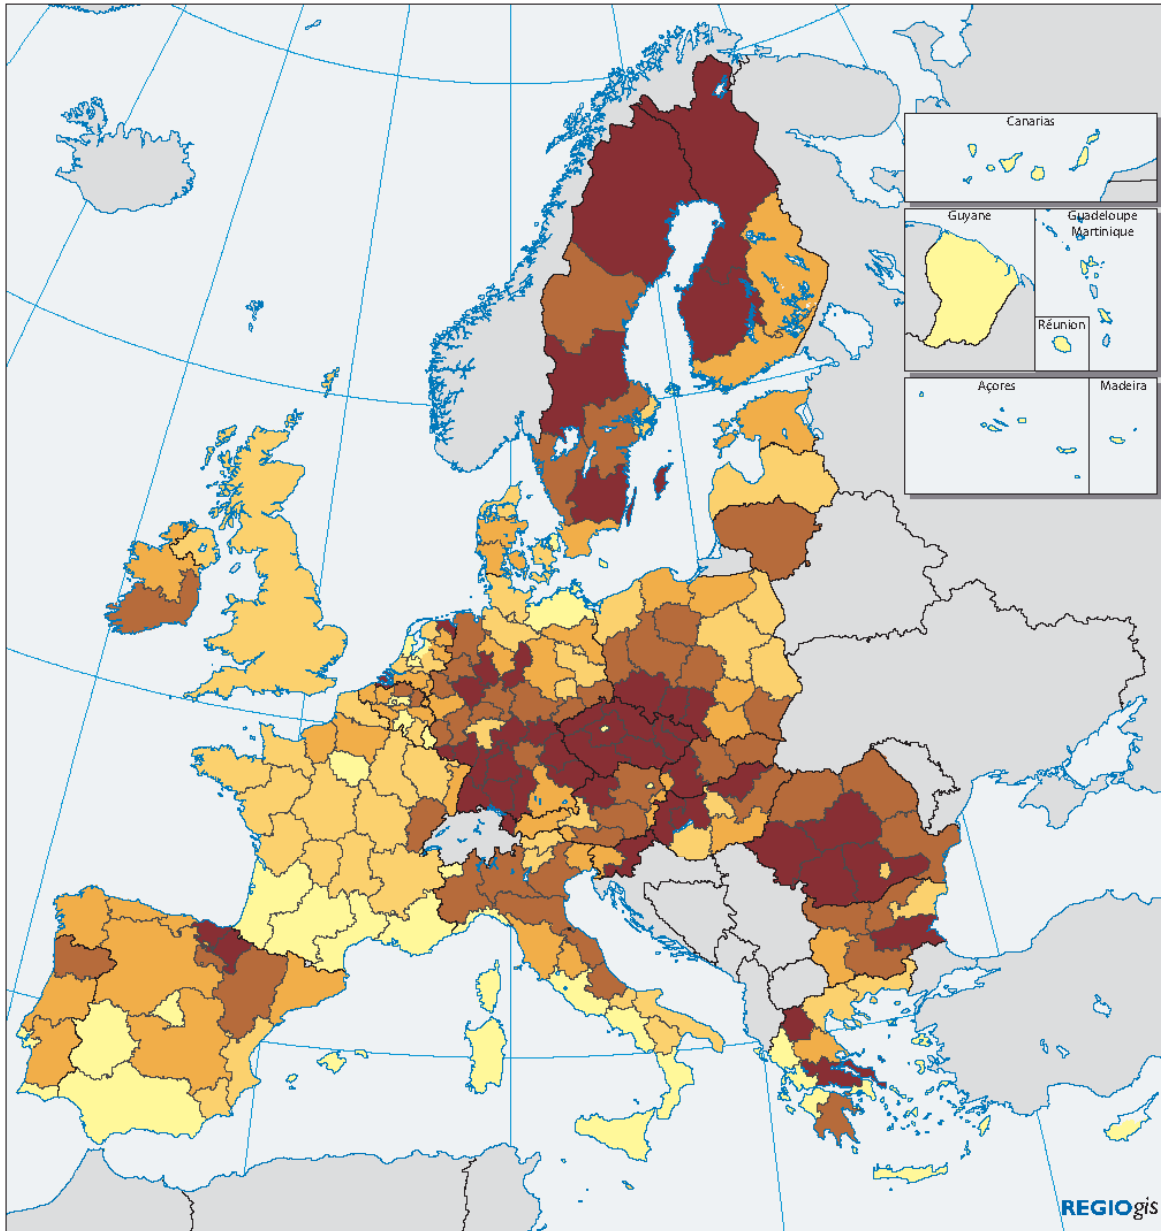 Canarias
Guyane
Guadeloupe
Martinique
Réunion
Açores
Madeira
REGIOgis